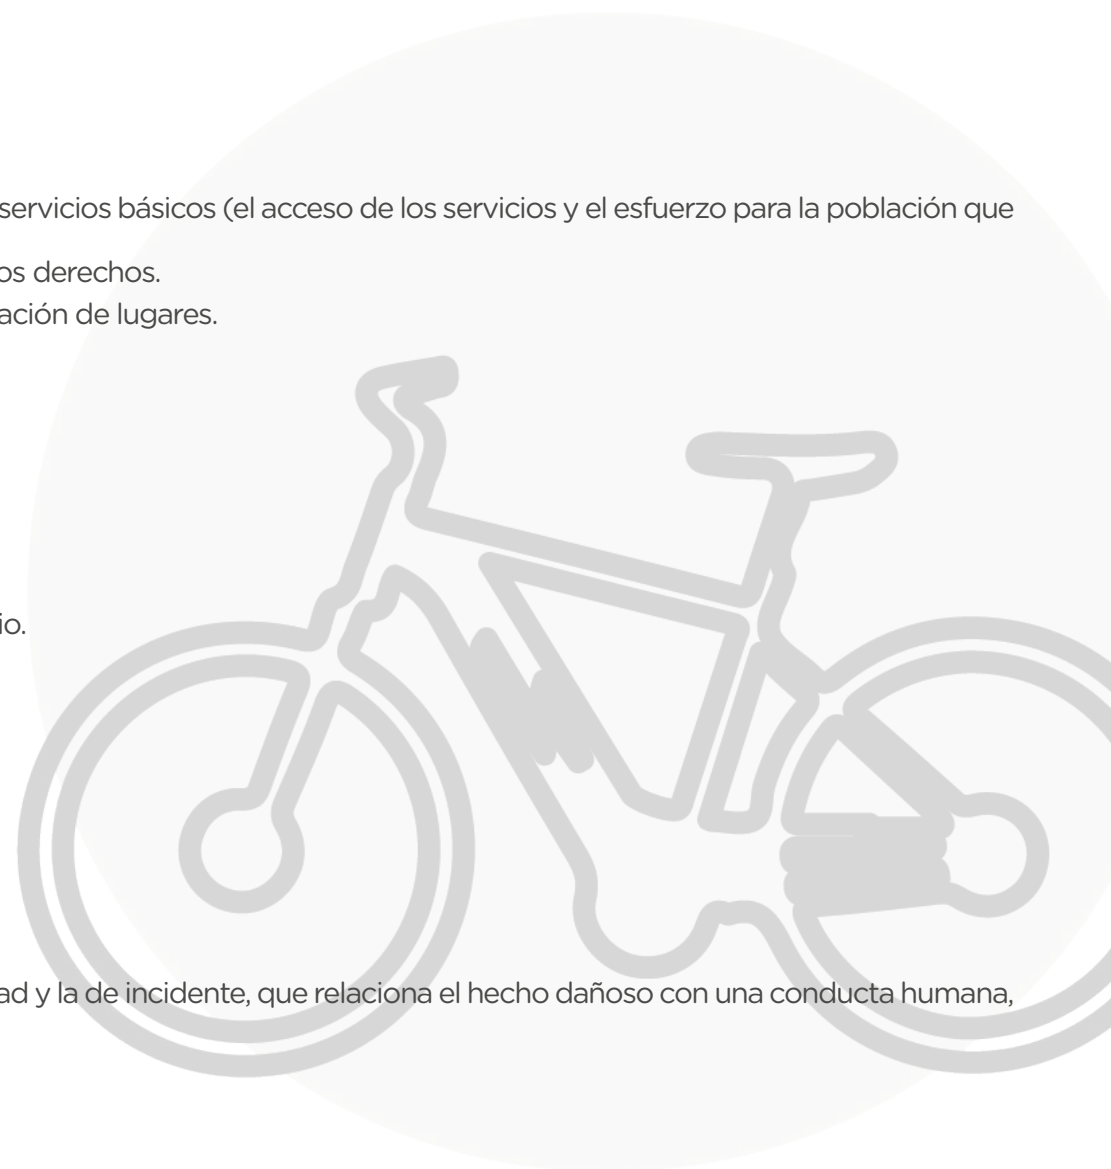 servicios básicos (el acceso de los servicios y el esfuerzo para la población que
os derechos.
ación de lugares.
io.
ad y la de incidente, que relaciona el hecho dañoso con una conducta humana,